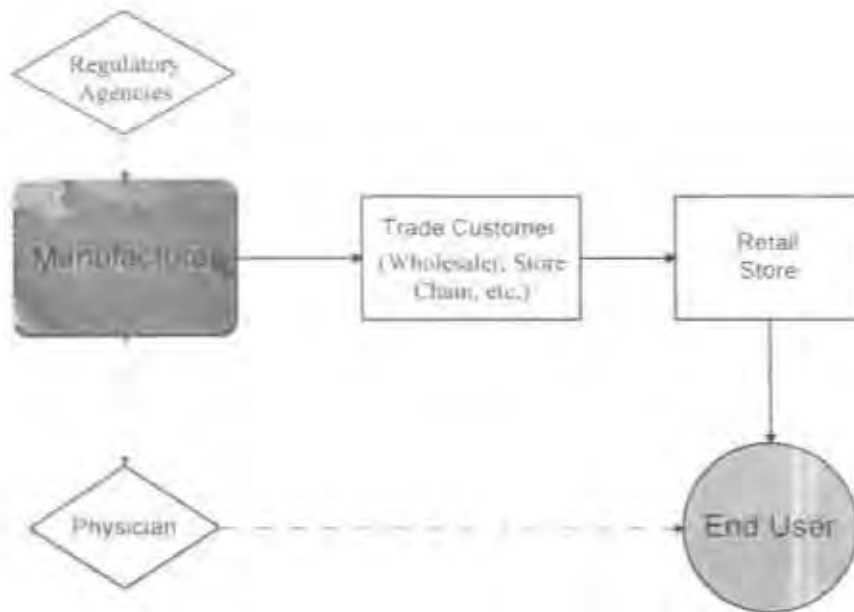 Regulatory
Agencies
Manufacturer
Trade Customer
(Wholesaler, Store
Chain, etc.)
Retail
Store
Physician
End User